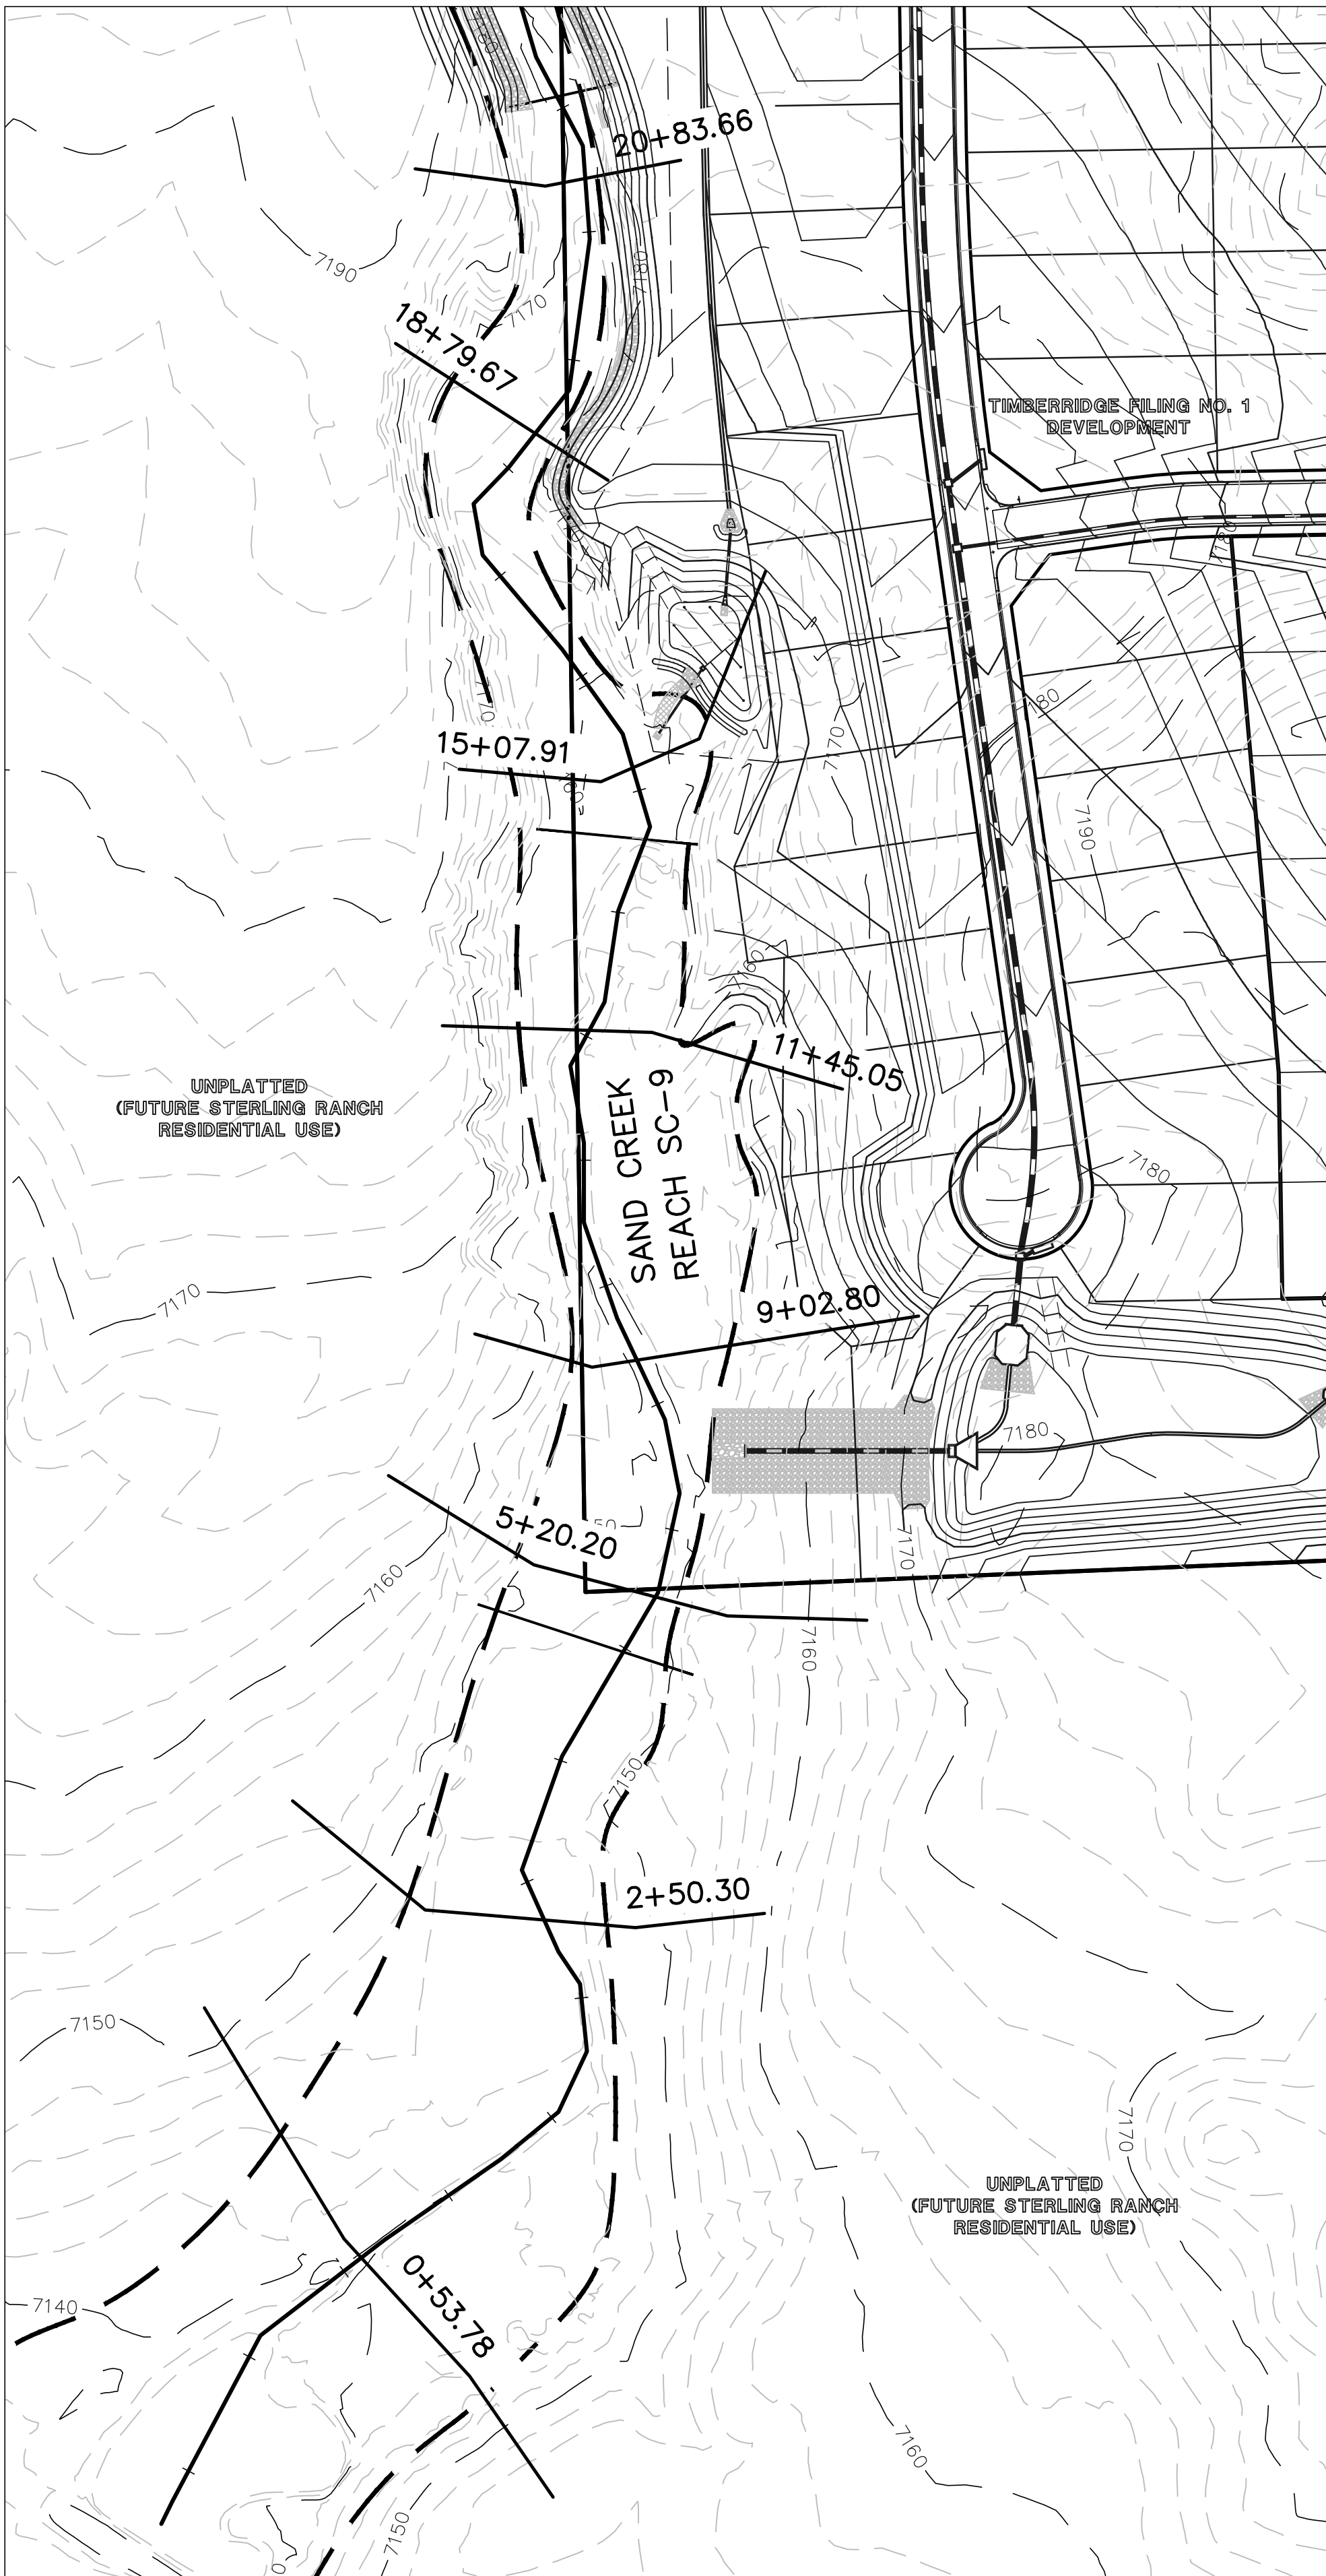 20+83.66
7190
7180
7170
18+79.67
TIMBERRIDGE FILING NO. 1
DEVELOPMENT
7180
15+07.91
7170
7190
11+45.05
UNPLATTED
(FUTURE STERLING RANCH
RESIDENTIAL USE)
SAND CREEK
REACH SC-9
7180
7170
9+02.80
7180
5+20.20
7170
7160
7160
7150
2+50.30
7150
7170
UNPLATTED
(FUTURE STERLING RANCH
RESIDENTIAL USE)
0+53.78
7140
7160
7150